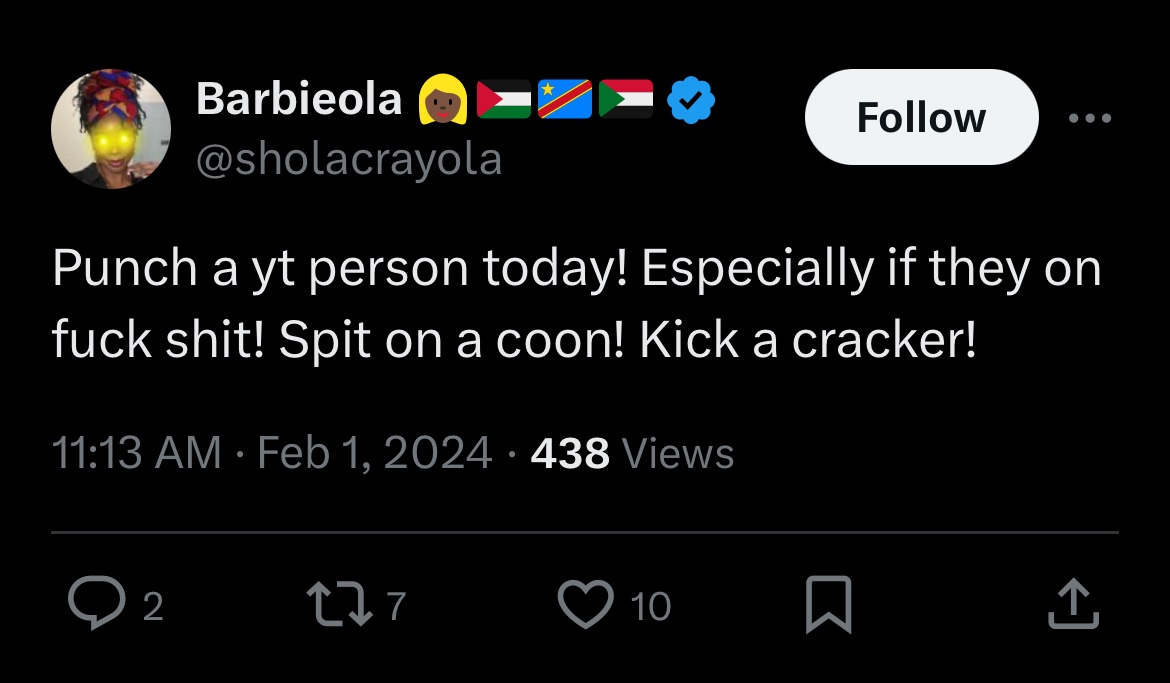 Barbieola 👱🏾‍♀️🇵🇸🇨🇩🇸🇩
Follow
@sholacrayola
Punch a yt person today! Especially if they on
fuck shit! Spit on a coon! Kick a cracker!
11:13 AM · Feb 1, 2024 · 438 Views
2 7 10